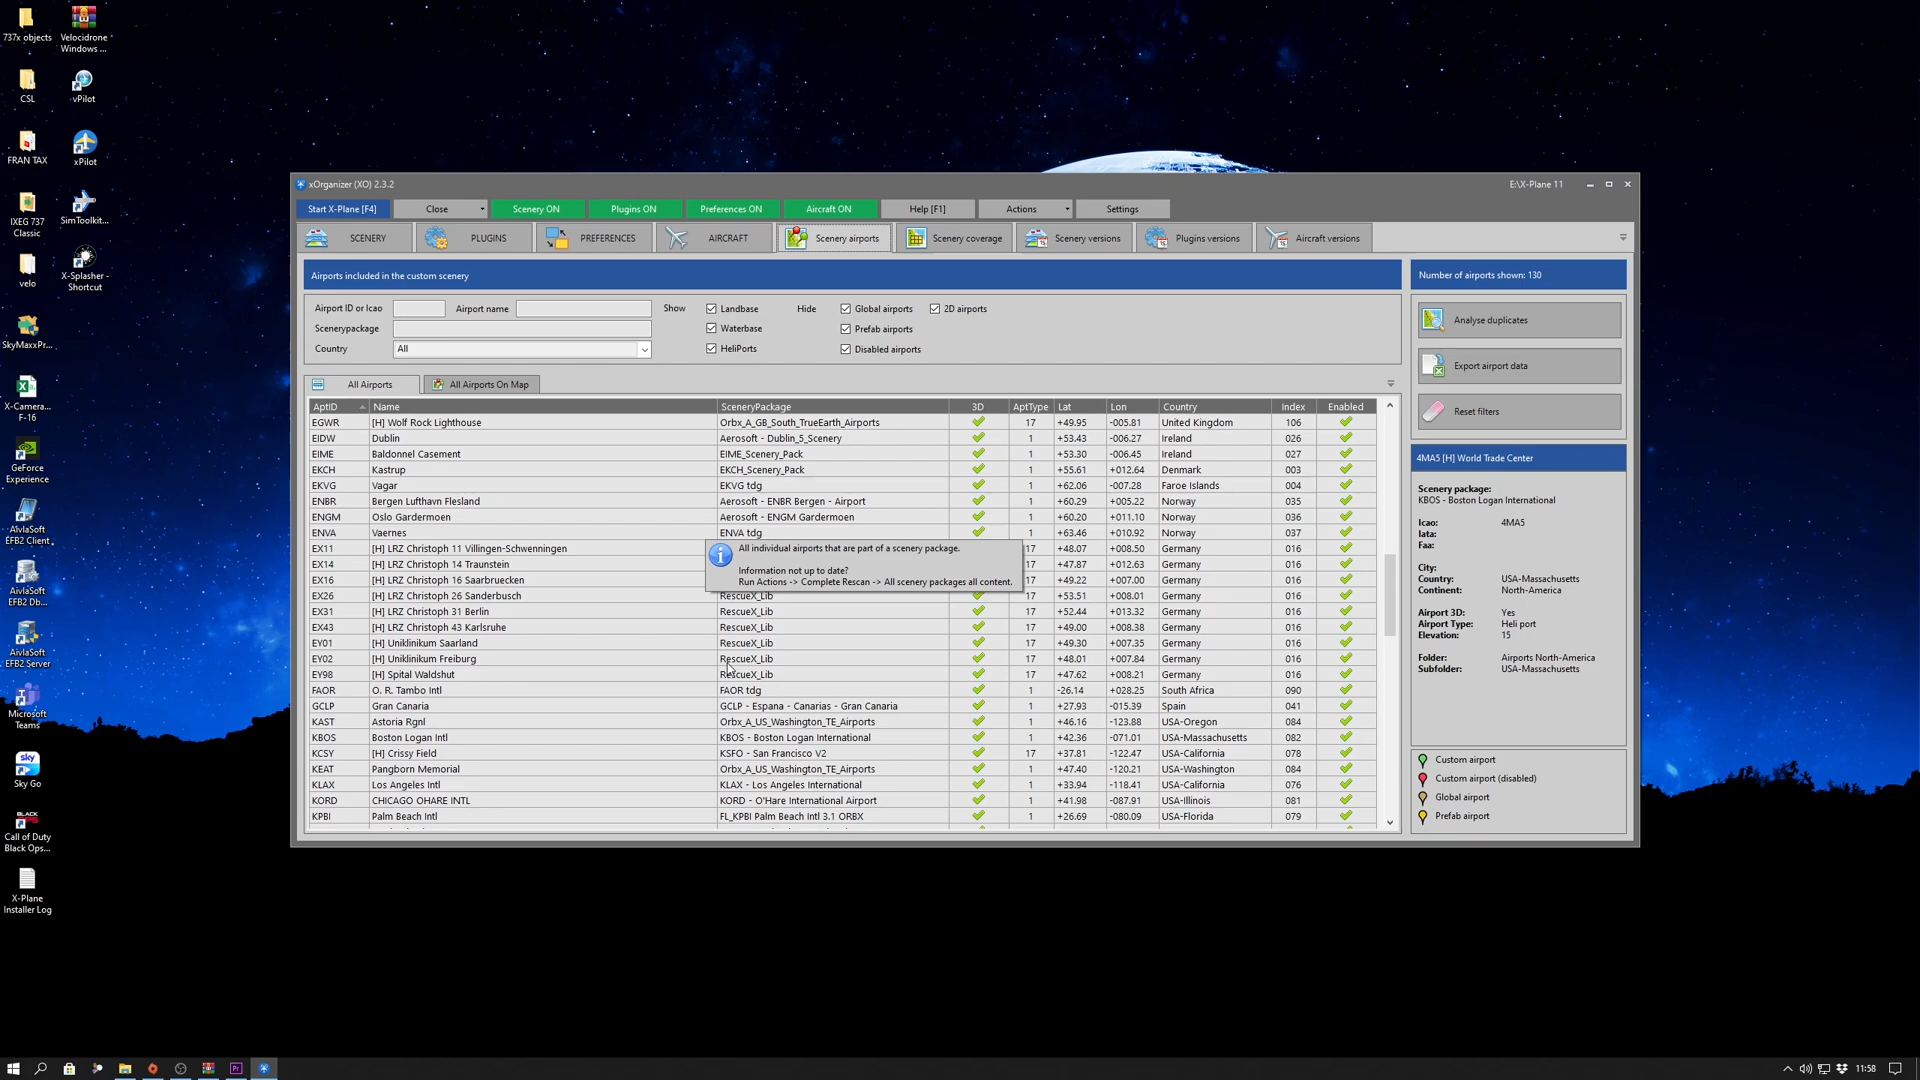 737x objects
Velocidrone
Windows ...
CSL
vPilot
FRAN TAX
xPilot
IXEG 737
Classic
SimToolkit...
velo
X-Splasher -
Shortcut
SkyMaxxPr...
X-Camera...
F-16
GeForce
Experience
AivlaSoft
EFB2 Client
AivlaSoft
EFB2 Db...
AivlaSoft
EFB2 Server
Microsoft
Teams
sky
Sky Go
Call of Duty
Black Ops...
X-Plane
Installer Log
xOrganizer (XO) 2.3.2
E:\X-Plane 11
Start X-Plane [F4]
Close
Scenery ON
Plugins ON
Preferences ON
Aircraft ON
Help [F1]
Actions
Settings
SCENERY
PLUGINS
PREFERENCES
AIRCRAFT
Scenery airports
Scenery coverage
Scenery versions
Plugins versions
Aircraft versions
Airports included in the custom scenery
Airport ID or Icao
Airport name
Show
Landbase
Hide
Global airports
2D airports
Scenerypackage
Waterbase
Prefab airports
Country
All
HeliPorts
Disabled airports
All Airports
All Airports On Map
AptID Name SceneryPackage 3D AptType Lat Lon Country Index Enabled
EGWR [H] Wolf Rock Lighthouse Orbx_A_GB_South_TrueEarth_Airports 17 +49.95 -005.81 United Kingdom 106
EIDW Dublin Aerosoft - Dublin_5_Scenery 1 +53.43 -006.27 Ireland 026
EIME Baldonnel Casement EIME_Scenery_Pack 1 +53.30 -006.45 Ireland 027
EKCH Kastrup EKCH_Scenery_Pack 1 +55.61 +012.64 Denmark 003
EKVG Vagar EKVG tdg 1 +62.06 -007.28 Faroe Islands 004
ENBR Bergen Lufthavn Flesland Aerosoft - ENBR Bergen - Airport 1 +60.29 +005.22 Norway 035
ENGM Oslo Gardermoen Aerosoft - ENGM Gardermoen 1 +60.20 +011.10 Norway 036
ENVA Vaernes ENVA tdg 1 +63.46 +010.92 Norway 037
EX11 [H] LRZ Christoph 11 Villingen-Schwenningen 17 +48.07 +008.50 Germany 016
EX14 [H] LRZ Christoph 14 Traunstein 17 +47.87 +012.63 Germany 016
EX16 [H] LRZ Christoph 16 Saarbruecken 17 +49.22 +007.00 Germany 016
EX26 [H] LRZ Christoph 26 Sanderbusch RescueX_Lib 17 +53.51 +008.01 Germany 016
EX31 [H] LRZ Christoph 31 Berlin RescueX_Lib 17 +52.44 +013.32 Germany 016
EX43 [H] LRZ Christoph 43 Karlsruhe RescueX_Lib 17 +49.00 +008.38 Germany 016
EY01 [H] Uniklinikum Saarland RescueX_Lib 17 +49.30 +007.35 Germany 016
EY02 [H] Uniklinikum Freiburg RescueX_Lib 17 +48.01 +007.84 Germany 016
EY98 [H] Spital Waldshut RescueX_Lib 17 +47.62 +008.21 Germany 016
FAOR O. R. Tambo Intl FAOR tdg 1 -26.14 +028.25 South Africa 090
GCLP Gran Canaria GCLP - Espana - Canarias - Gran Canaria 1 +27.93 -015.39 Spain 041
KAST Astoria Rgnl Orbx_A_US_Washington_TE_Airports 1 +46.16 -123.88 USA-Oregon 084
KBOS Boston Logan Intl KBOS - Boston Logan International 1 +42.36 -071.01 USA-Massachusetts 082
KCSY [H] Crissy Field KSFO - San Francisco V2 17 +37.81 -122.47 USA-California 078
KEAT Pangborn Memorial Orbx_A_US_Washington_TE_Airports 1 +47.40 -120.21 USA-Washington 084
KLAX Los Angeles Intl KLAX - Los Angeles International 1 +33.94 -118.41 USA-California 076
KORD CHICAGO OHARE INTL KORD - O'Hare International Airport 1 +41.98 -087.91 USA-Illinois 081
KPBI Palm Beach Intl FL_KPBI Palm Beach Intl 3.1 ORBX 1 +26.69 -080.09 USA-Florida 079
All individual airports that are part of a scenery package.
Information not up to date?
Run Actions -> Complete Rescan -> All scenery packages all content.
Number of airports shown: 130
Analyse duplicates
Export airport data
Reset filters
4MA5 [H] World Trade Center
Scenery package:
KBOS - Boston Logan International
Icao: 4MA5
Iata:
Faa:
City:
Country: USA-Massachusetts
Continent: North-America
Airport 3D: Yes
Airport Type: Heli port
Elevation: 15
Folder: Airports North-America
Subfolder: USA-Massachusetts
Custom airport
Custom airport (disabled)
Global airport
Prefab airport
Pr
11:58